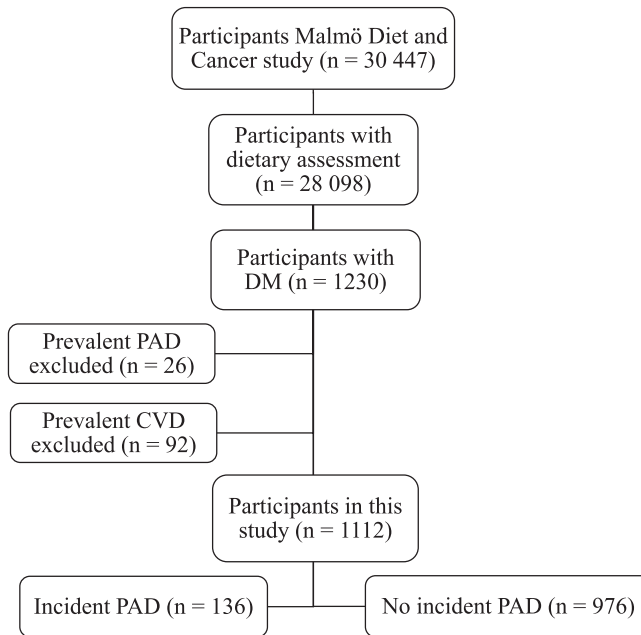 Participants Malmö Diet and
Cancer study (n = 30 447)
Participants with
dietary assessment
(n = 28 098)
Participants with
DM (n = 1230)
Prevalent PAD
excluded (n = 26)
Prevalent CVD
excluded (n = 92)
Participants in this
study (n = 1112)
Incident PAD (n = 136)
No incident PAD (n = 976)